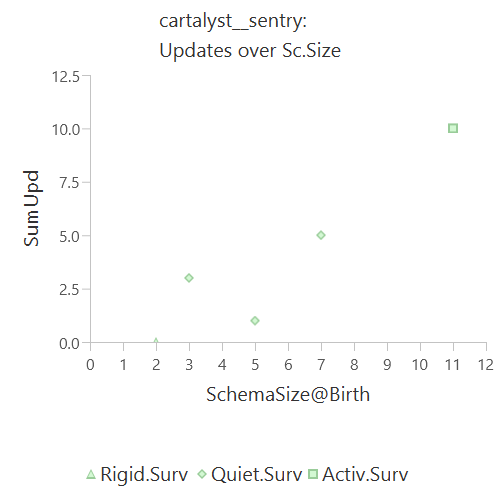 cartalyst__sentry:
Updates over Sc.Size
12.5
10.0
7.5
5.0
2.5
0.0
SumUpd
0 1 2 3 4 5 6 7 8 9 10 11 12
SchemaSize@Birth
Rigid.Surv Quiet.Surv Activ.Surv